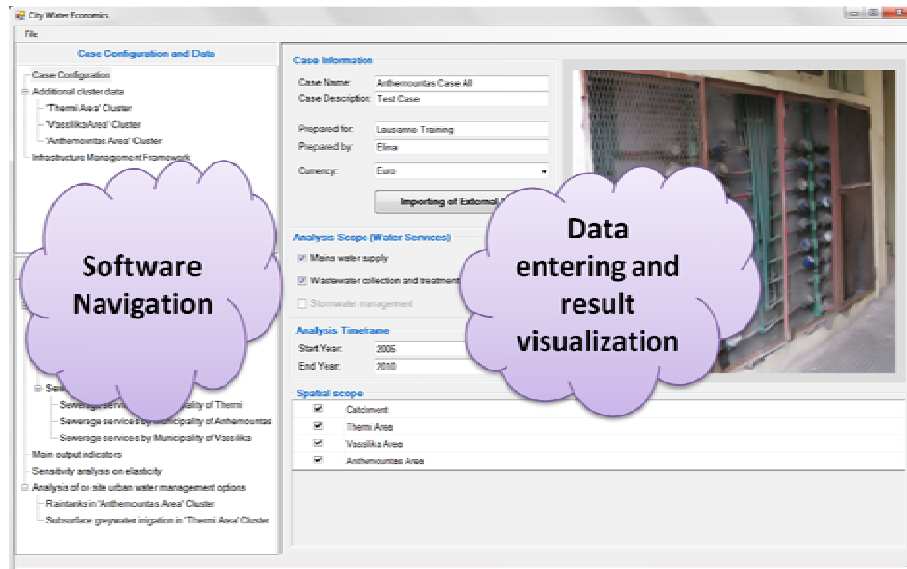 City Water Economics
File
Case Configuration and Data
Case Configuration
Additional cluster data
'Thermi Area' Cluster
'Vassilika Area' Cluster
'Anthemountas Area' Cluster
Infrastructure Management Framework
Software
Navigation
Sewerage services by Municipality of Thermi
Sewerage services by Municipality of Anthemountas
Sewerage services by Municipality of Vassilika
Main output indicators
Sensitivity analysis on elasticity
Analysis of on-site urban water management options
Raintanks in 'Anthemountas Area' Cluster
Subsurface greywater irrigation in 'Thermi Area' Cluster
Case Information
Case Name: Anthemountas Case All
Case Description: Test Case
Prepared for: Lausanne Training
Prepared by: Elina
Currency: Euro
Importing of External
Analysis Scope (Water Services)
Mains water supply
Wastewater collection and treatment
Stormwater management
Analysis Timeframe
Start Year: 2005
End Year: 2010
Data
entering and
result
visualization
Spatial scope
Catchment
Thermi Area
Vassilika Area
Anthemountas Area